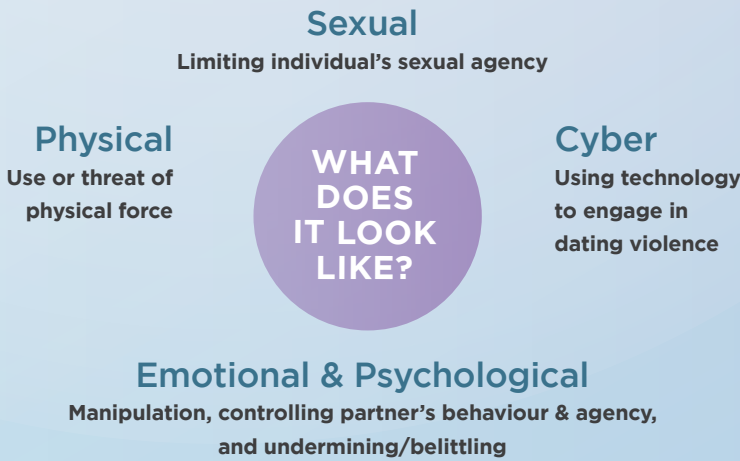 Sexual
Limiting individual's sexual agency
Physical
Use or threat of
physical force
WHAT
DOES
IT LOOK
LIKE?
Cyber
Using technology
to engage in
dating violence
Emotional & Psychological
Manipulation, controlling partner's behaviour & agency,
and undermining/belittling